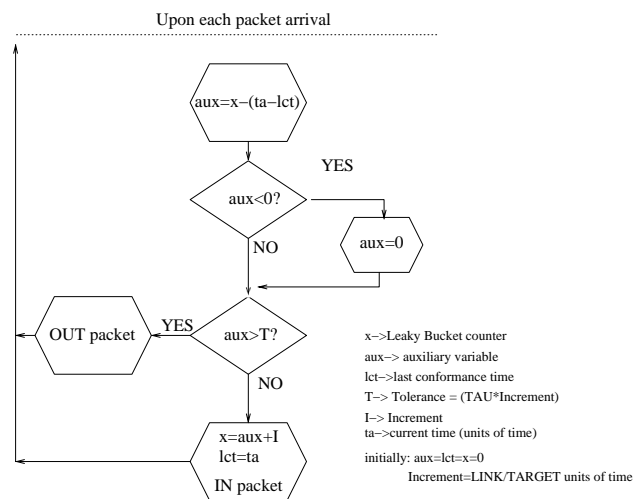 Upon each packet arrival
aux=x−(ta−lct)
YES
aux<0?
aux=0
NO
OUT packet
YES
aux>T?
NO
x=aux+I
lct=ta
IN packet
x−>Leaky Bucket counter
aux−> auxiliary variable
lct−>last conformance time
T−> Tolerance = (TAU*Increment)
I−> Increment
ta−>current time (units of time)
initially: aux=lct=x=0
Increment=LINK/TARGET units of time